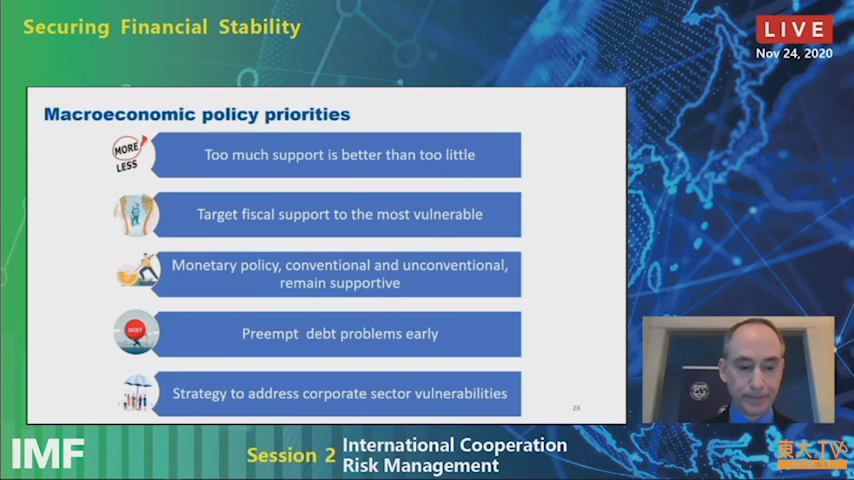 Securing Financial Stability
LIVE
Nov 24, 2020
Macroeconomic policy priorities
MORE
LESS
Too much support is better than too little
Target fiscal support to the most vulnerable
Monetary policy, conventional and unconventional,
remain supportive
DEBT
Preempt debt problems early
Strategy to address corporate sector vulnerabilities
28
IMF
Session 2
International Cooperation
Risk Management
東大.TV